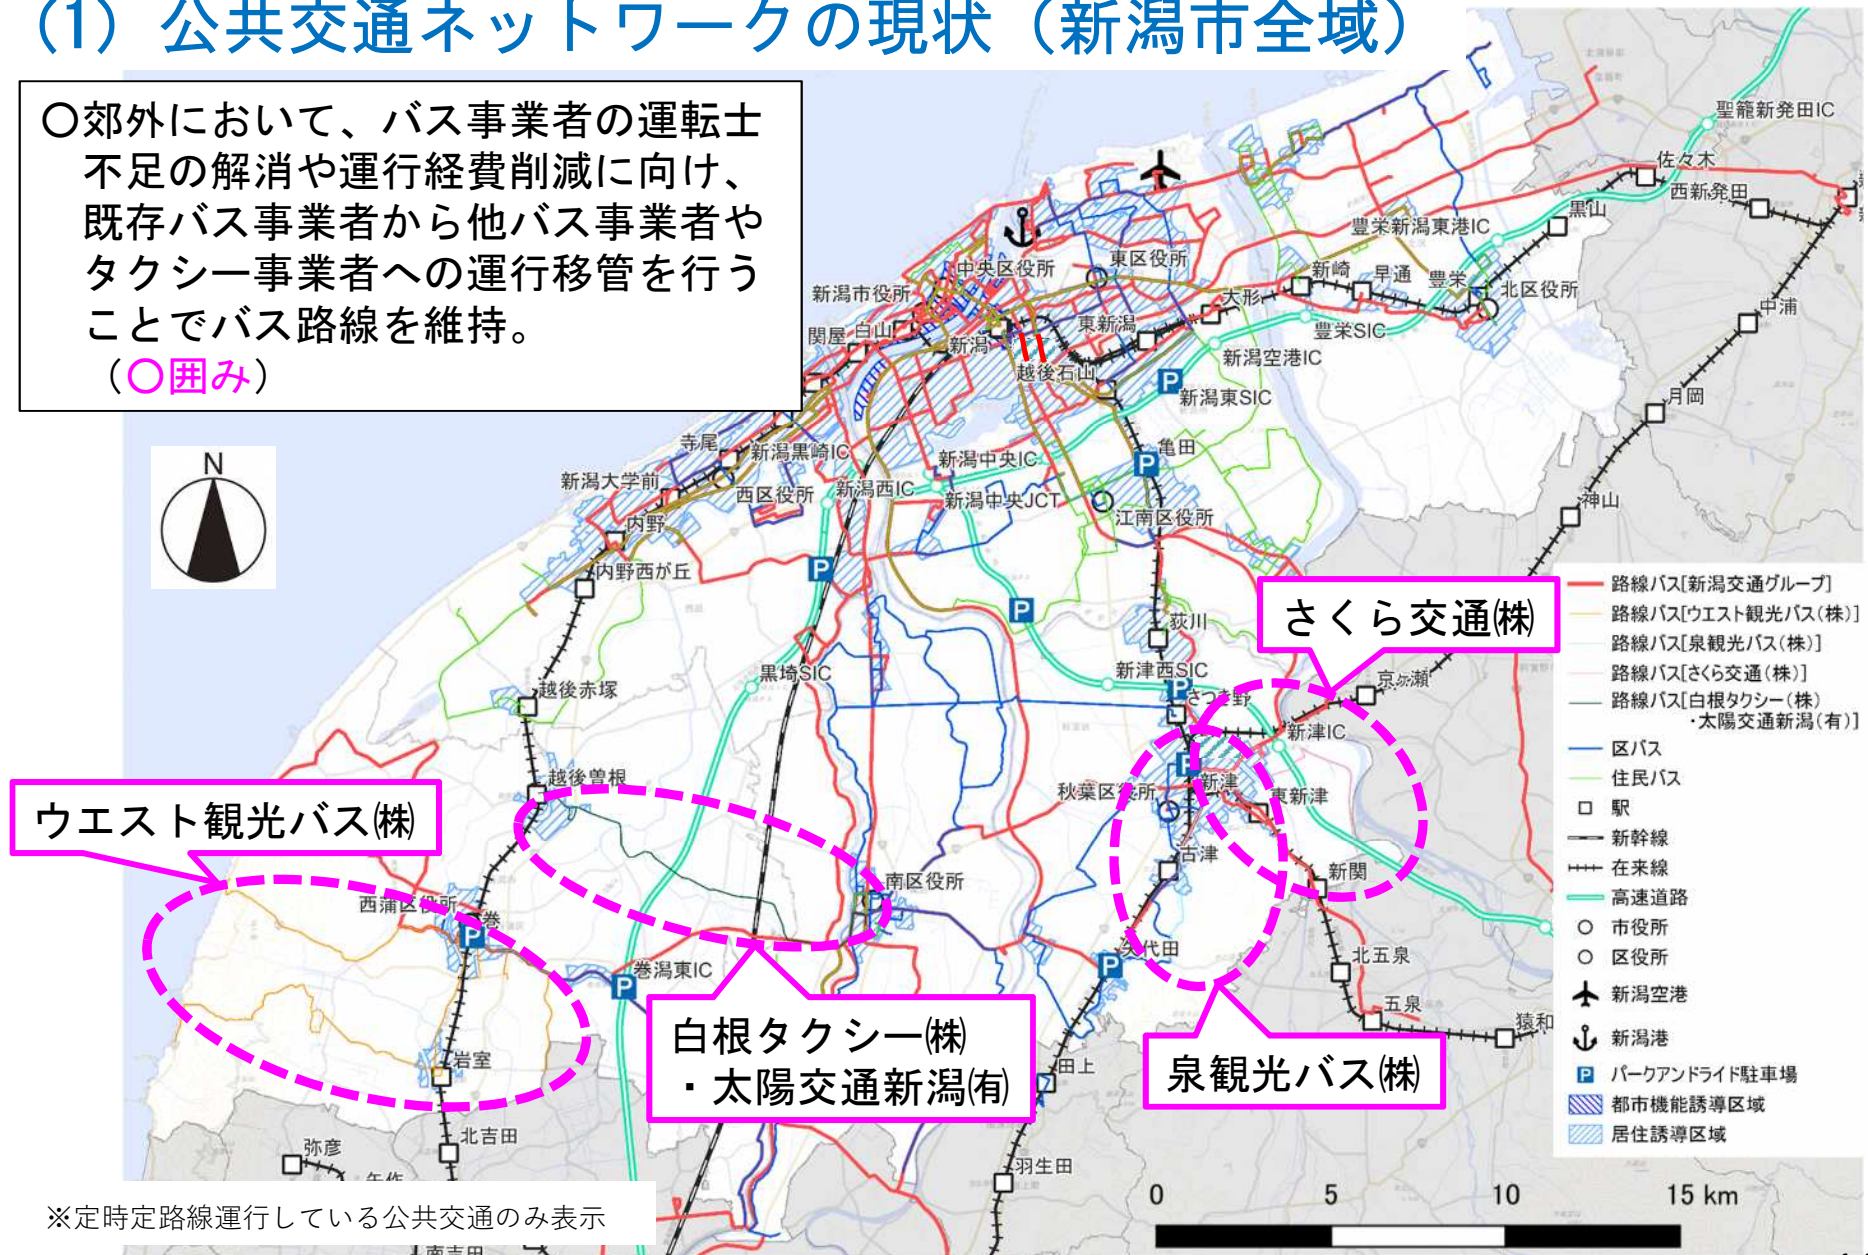 (1) 公共交通ネットワークの現状（新潟市全域）
〇郊外において、バス事業者の運転士
不足の解消や運行経費削減に向け、
既存バス事業者から他バス事業者や
タクシー事業者への運行移管を行う
ことでバス路線を維持。
（〇囲み）
N
聖籠新発田IC
佐々木
西新発田
黒山
豊栄新潟東港IC
中央区役所
東区役所
新崎
早通
豊栄
北区役所
新潟市役所
大形
中浦
関屋
白山
新潟
東新潟
豊栄SIC
新潟空港IC
越後石山
新潟東SIC
月岡
寺尾
新潟黒崎IC
新潟中央IC
亀田
新潟大学前
西区役所
新潟西IC
新潟中央JCT
江南区役所
神山
内野
内野西が丘
荻川
さくら交通㈱
黒埼SIC
新津西SIC
さつき野
京ヶ瀬
越後赤塚
新津IC
越後曽根
秋葉区役所
新津
東新津
ウエスト観光バス㈱
古津
新関
南区役所
西蒲区役所
巻
矢代田
北五泉
巻潟東IC
五泉
猿和
白根タクシー㈱
・太陽交通新潟㈲
泉観光バス㈱
岩室
田上
北吉田
弥彦
矢作
羽生田
南吉田
路線バス[新潟交通グループ]
路線バス[ウエスト観光バス(株)]
路線バス[泉観光バス(株)]
路線バス[さくら交通(株)]
路線バス[白根タクシー(株)
・太陽交通新潟(有)]
区バス
住民バス
駅
新幹線
在来線
高速道路
市役所
区役所
新潟空港
新潟港
P パークアンドライド駐車場
都市機能誘導区域
居住誘導区域
0 5 10 15 km
※定時定路線運行している公共交通のみ表示